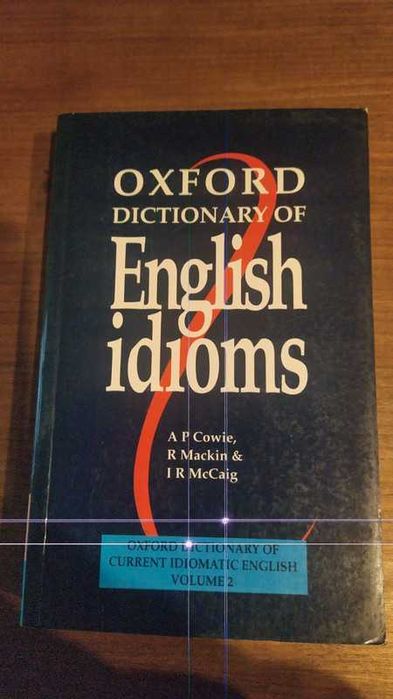 OXFORD
DICTIONARY OF
English
idioms
A P Cowie,
R Mackin &
I R McCaig
OXFORD DICTIONARY OF
CURRENT IDIOMATIC ENGLISH
VOLUME 2